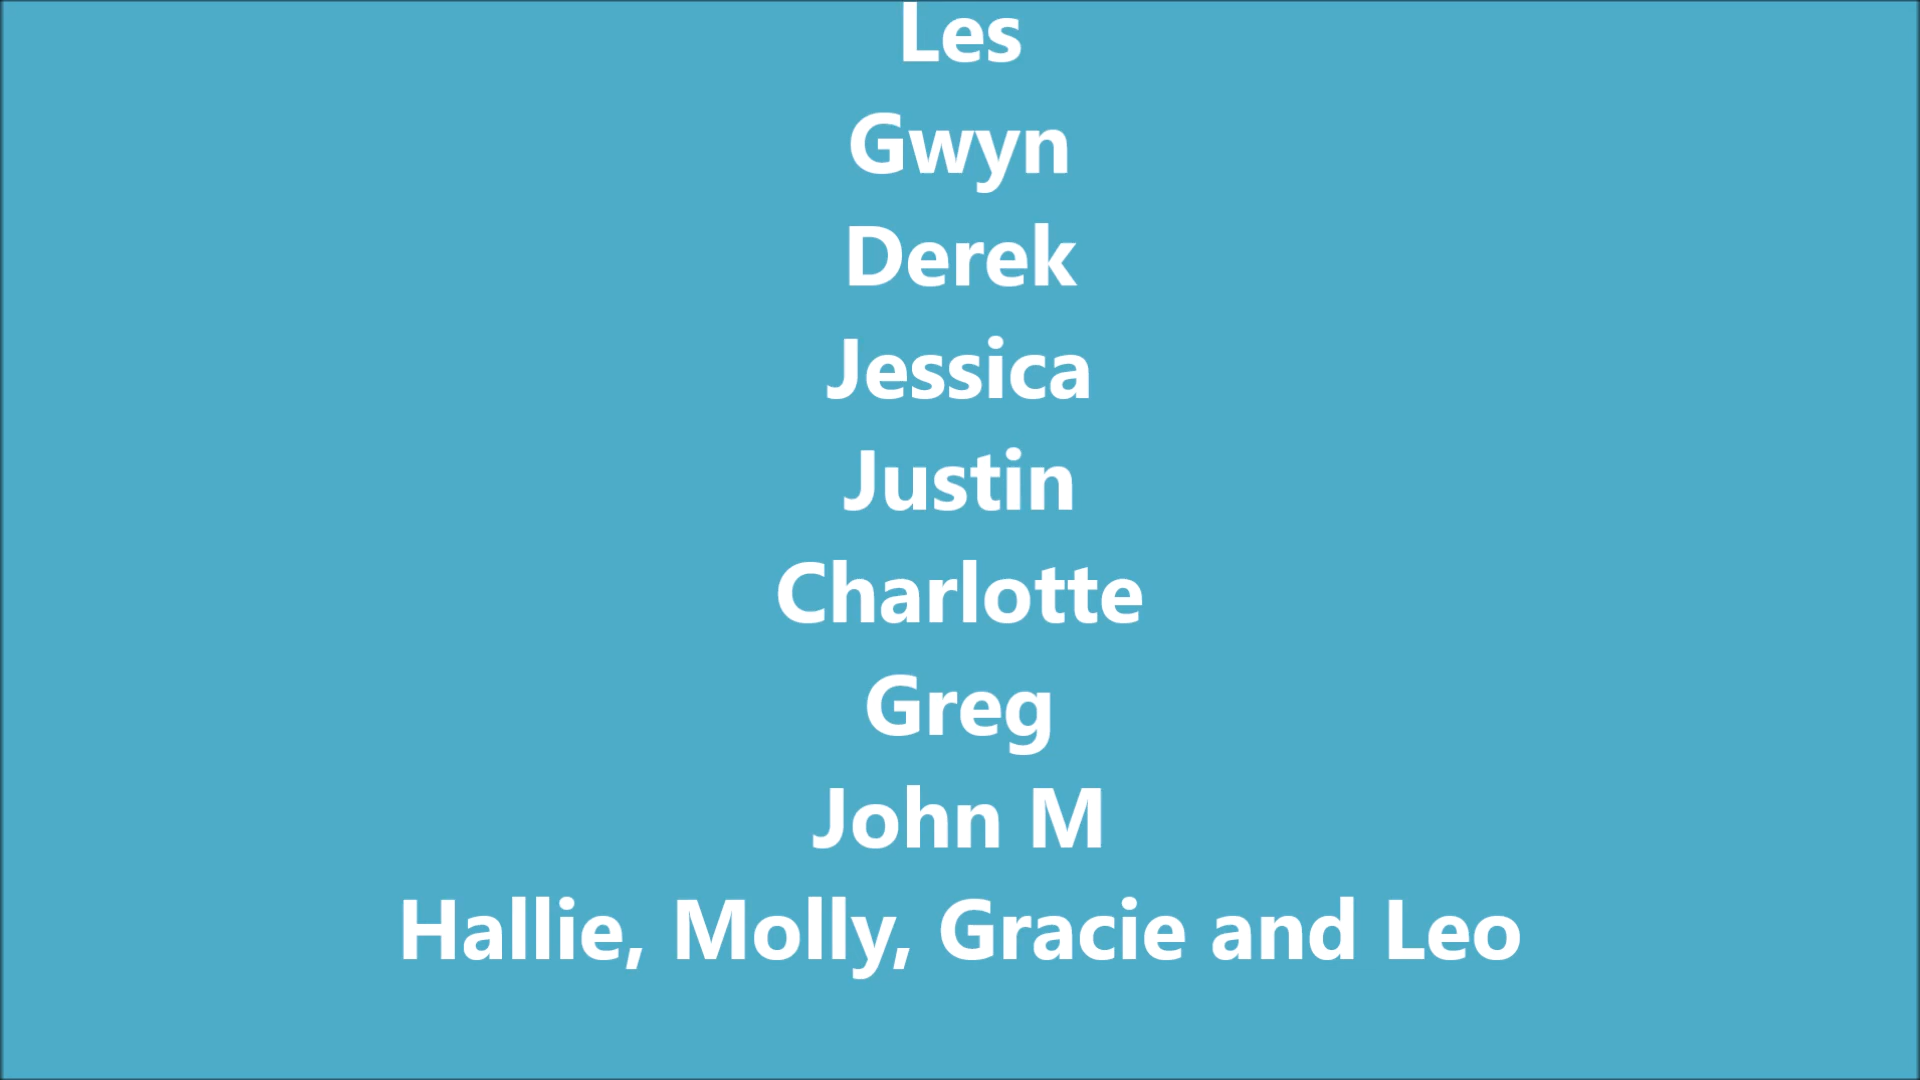 Les
Gwyn
Derek
Jessica
Justin
Charlotte
Greg
John M
Hallie, Molly, Gracie and Leo